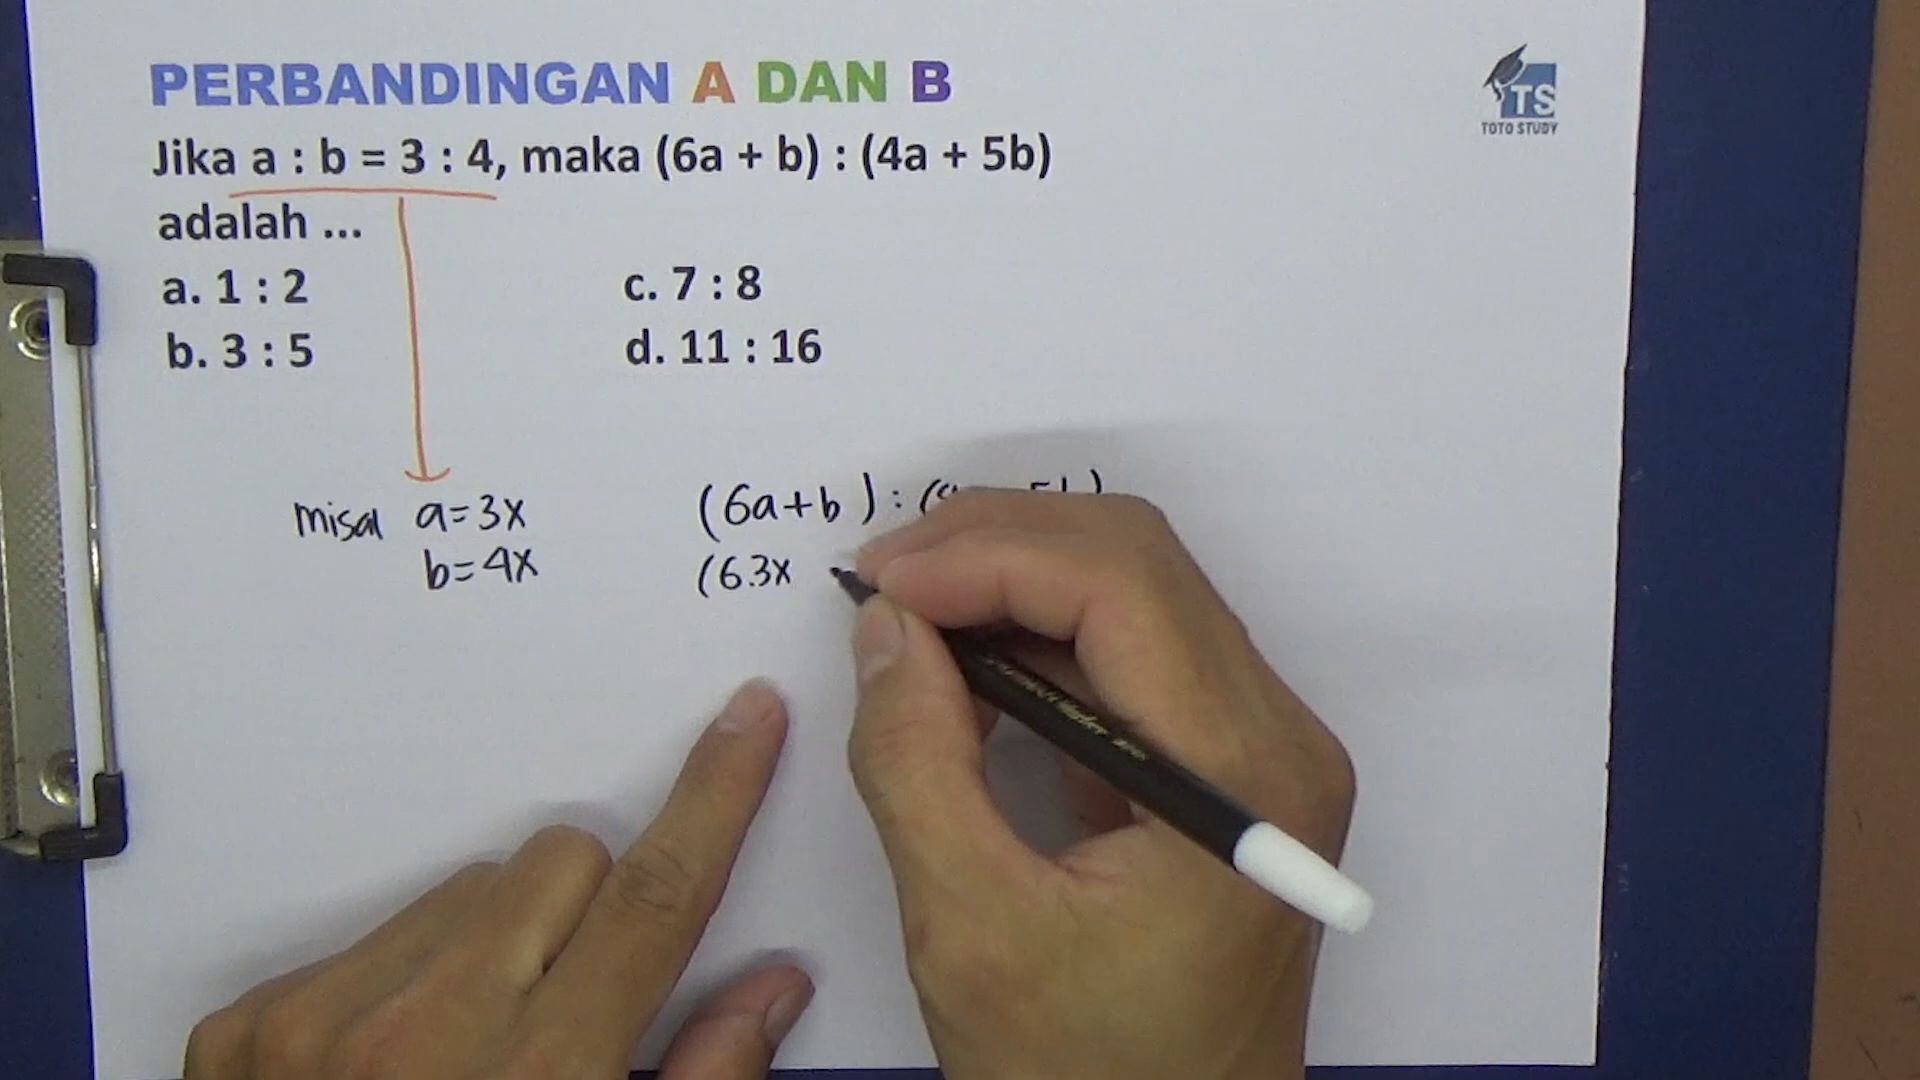 PERBANDINGAN A DAN B
TS
TOTO STUDY
Jika a : b = 3 : 4, maka (6a + b) : (4a + 5b)
adalah ...
a. 1 : 2
c. 7 : 8
b. 3 : 5
d. 11 : 16
misal a=3x
b=4x
(6a+b) : (
(6.3x